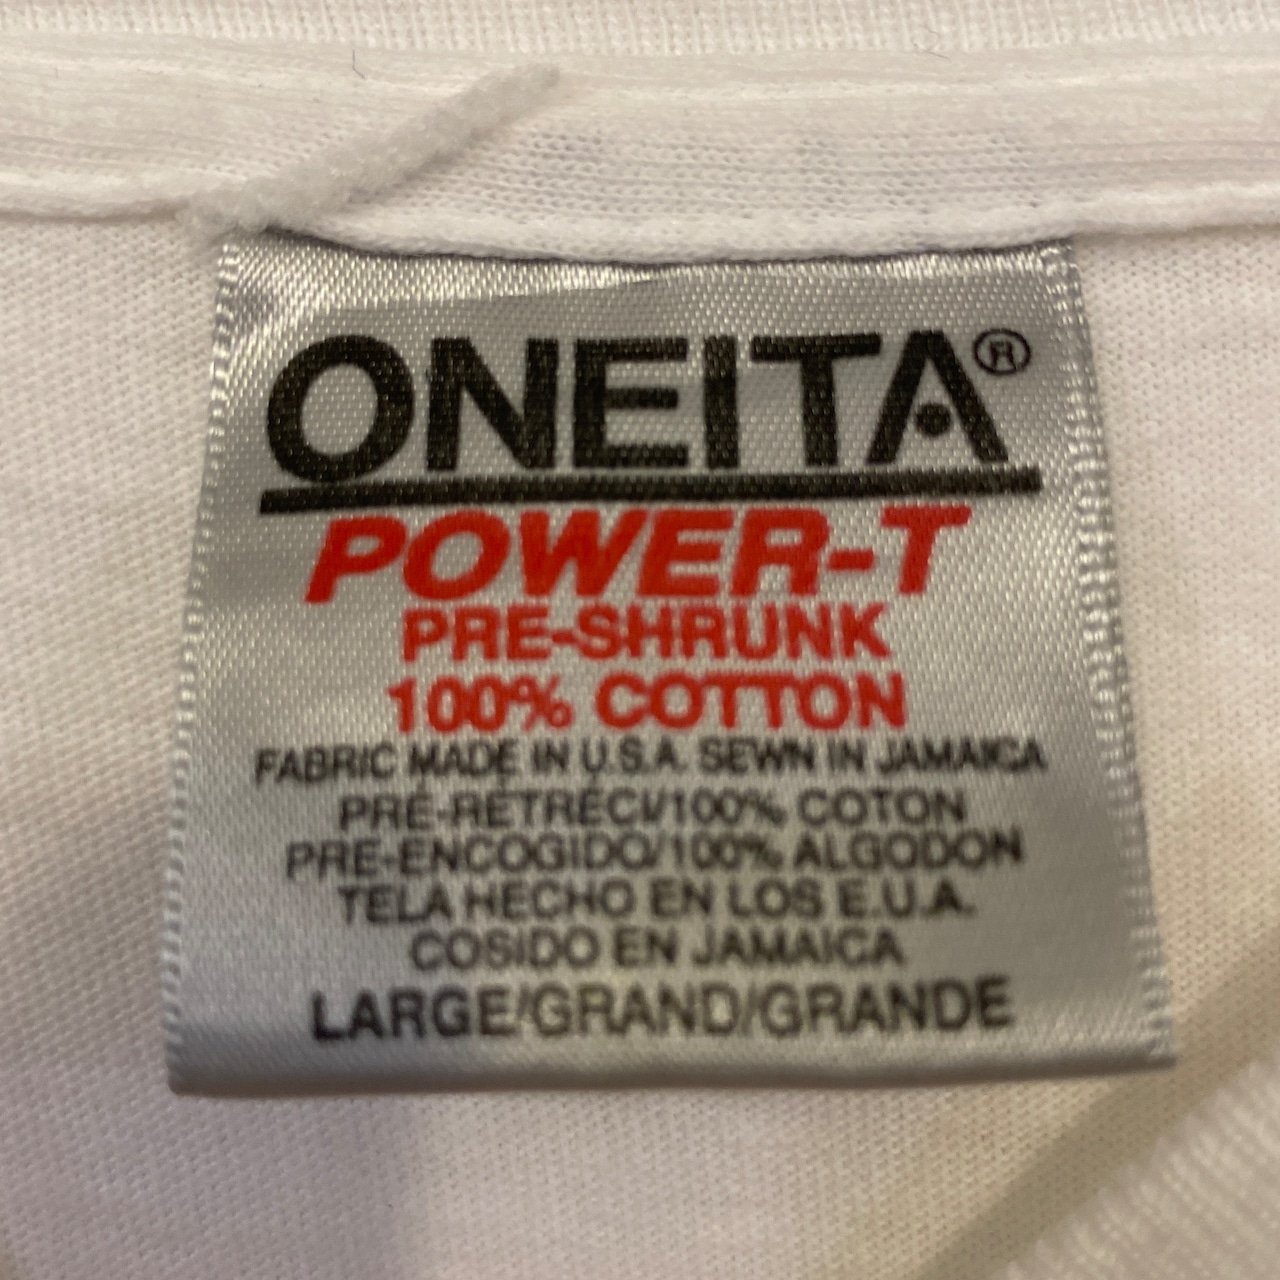 ONEITA®
POWER-T
PRE-SHRUNK
100% COTTON
FABRIC MADE IN U.S.A. SEWN IN JAMAICA
PRÉ-RÉTRÉCI/100% COTON
PRE-ENCOGIDO/100% ALGODON
TELA HECHO EN LOS E.U.A.
COSIDO EN JAMAICA
LARGE/GRAND/GRANDE